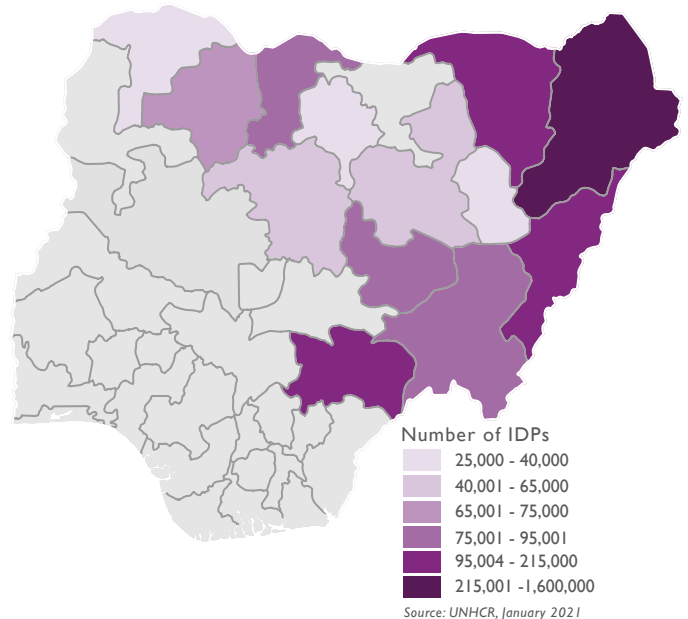 Number of IDPs
25,000 - 40,000
40,001 - 65,000
65,001 - 75,000
75,001 - 95,001
95,004 - 215,000
215,001 -1,600,000
Source: UNHCR, January 2021